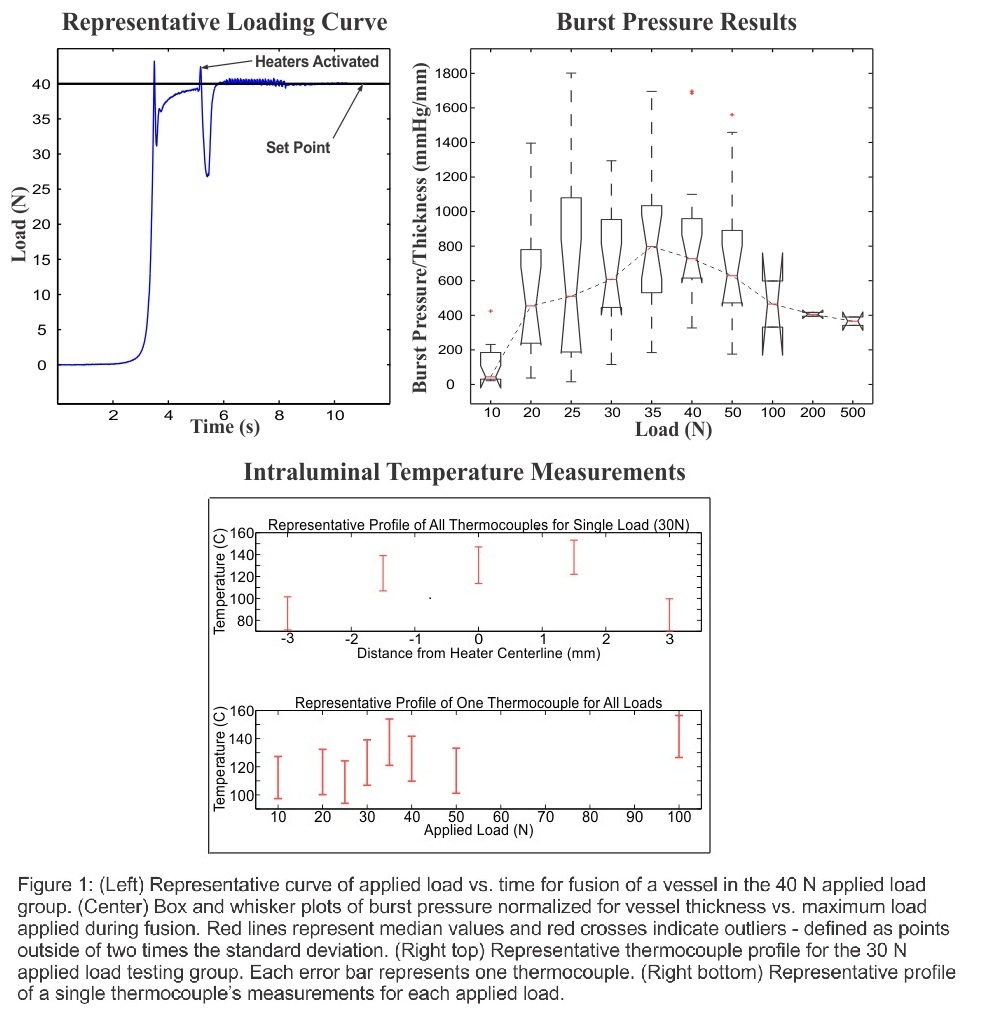 Representative Loading Curve
Burst Pressure Results
Heaters Activated
Set Point
Load (N)
40
35
30
25
20
15
10
5
0
2 4 6 8 10
Time (s)
Burst Pressure/Thickness (mmHg/mm)
1800
1600
1400
1200
1000
800
600
400
200
0
10 20 25 30 35 40 50 100 200 500
Load (N)
Intraluminal Temperature Measurements
Representative Profile of All Thermocouples for Single Load (30N)
Temperature (C)
160
140
120
100
80
-3 -2 -1 0 1 2 3
Distance from Heater Centerline (mm)
Representative Profile of One Thermocouple for All Loads
Temperature (C)
160
140
120
100
10 20 30 40 50 60 70 80 90 100
Applied Load (N)
Figure 1: (Left) Representative curve of applied load vs. time for fusion of a vessel in the 40 N applied load
group. (Center) Box and whisker plots of burst pressure normalized for vessel thickness vs. maximum load
applied during fusion. Red lines represent median values and red crosses indicate outliers - defined as points
outside of two times the standard deviation. (Right top) Representative thermocouple profile for the 30 N
applied load testing group. Each error bar represents one thermocouple. (Right bottom) Representative profile
of a single thermocouple's measurements for each applied load.